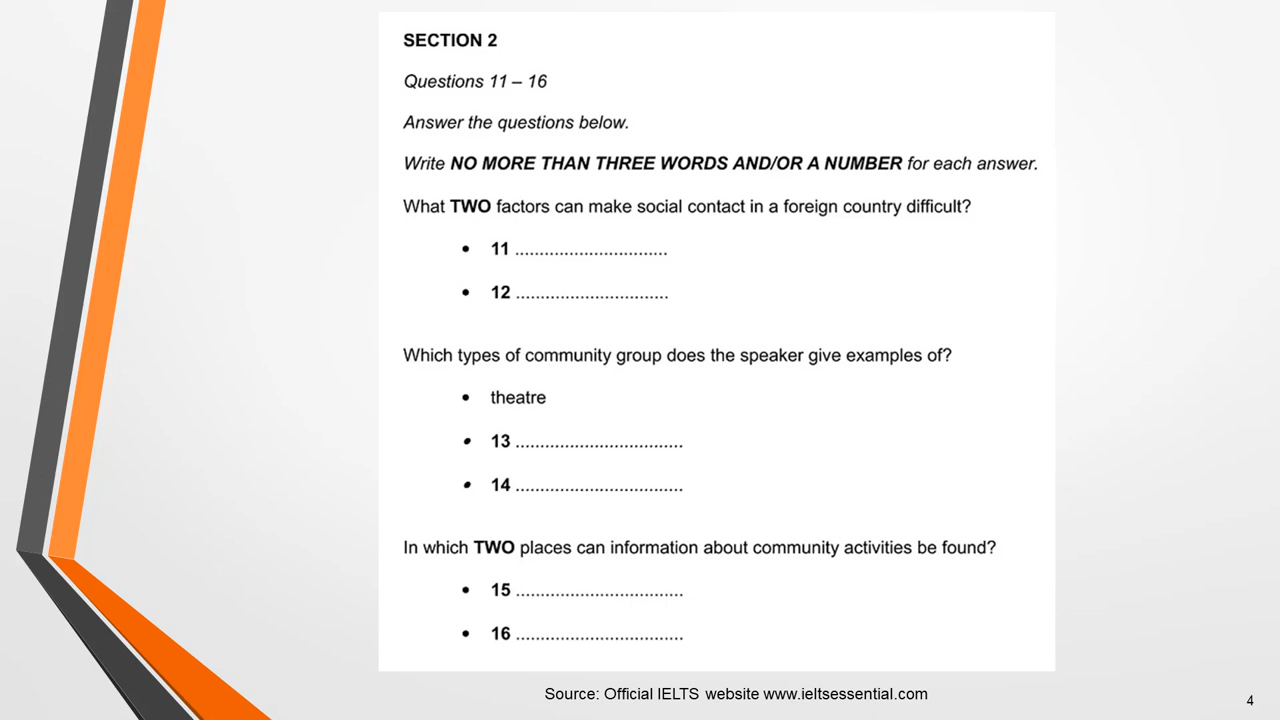 SECTION 2
Questions 11 – 16
Answer the questions below.
Write NO MORE THAN THREE WORDS AND/OR A NUMBER for each answer.
What TWO factors can make social contact in a foreign country difficult?
• 11 ...............................
• 12 ...............................
Which types of community group does the speaker give examples of?
• theatre
• 13 ..................................
• 14 ..................................
In which TWO places can information about community activities be found?
• 15 ..................................
• 16 ..................................
Source: Official IELTS website www.ieltsessential.com
4